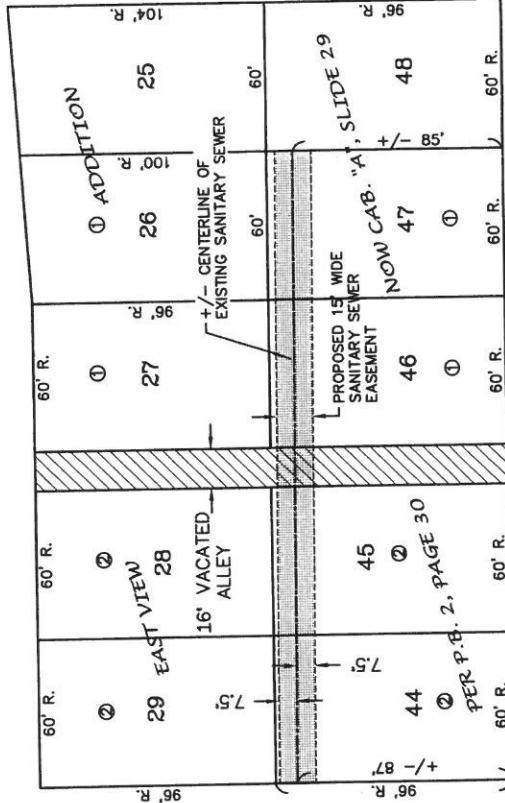 60' R.
60' R.
60' R.
96' R.
100' R.
104' R.
②
②
①
①
ADDITION
29
28
27
26
25
EAST VIEW
16' VACATED
ALLEY
+/- CENTERLINE OF
EXISTING SANITARY SEWER
60'
60'
7.5'
7.5'
PROPOSED 15' WIDE
SANITARY SEWER
EASEMENT
96' R.
96' R.
+/- 87'
+/- 85'
96' R.
44
45
46
47
48
②
②
①
①
PER P.B. 2, PAGE 30
NOW CAB. "A", SLIDE 29
60' R.
60' R.
60' R.
60' R.
60' R.